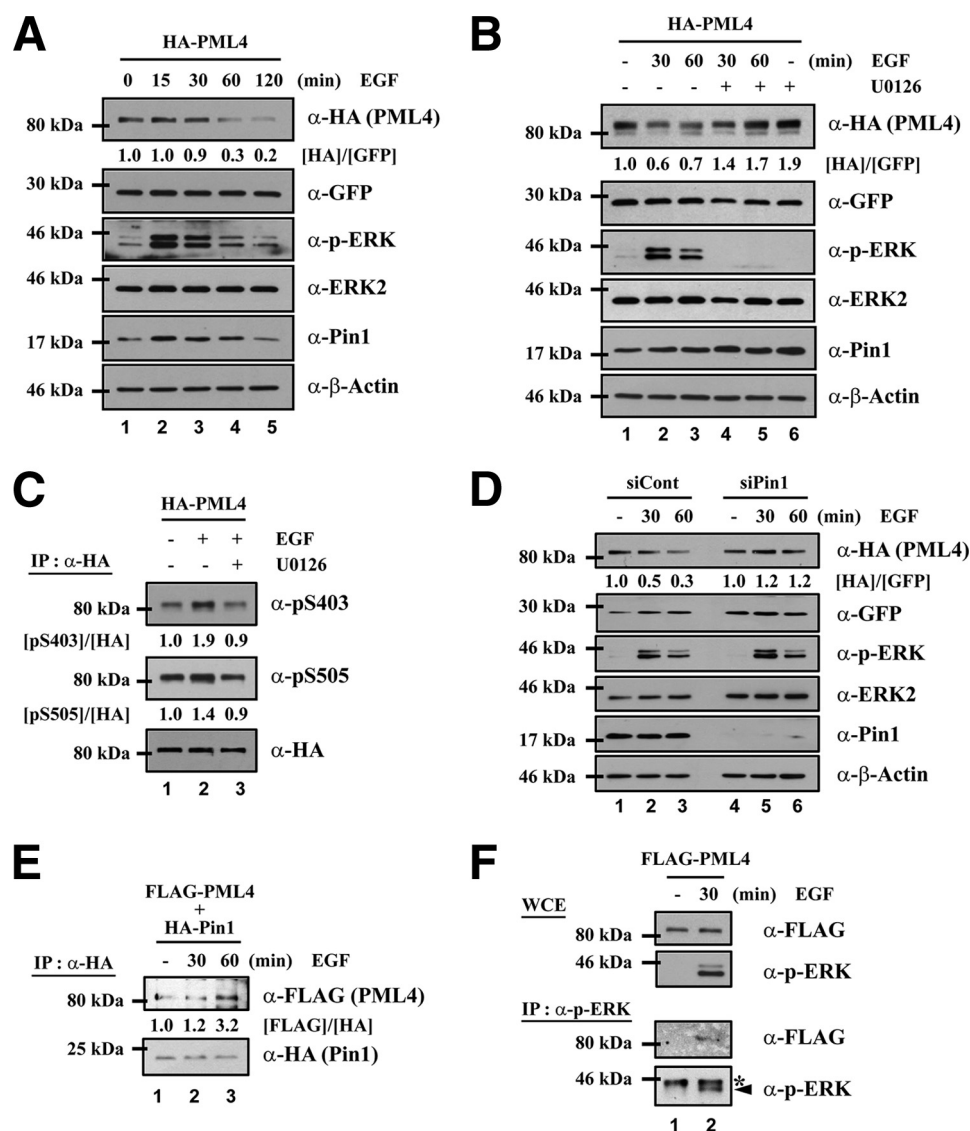 A
HA-PML4
0 15 30 60 120 (min) EGF
80 kDa α-HA (PML4)
1.0 1.0 0.9 0.3 0.2 [HA]/[GFP]
30 kDa α-GFP
46 kDa α-p-ERK
46 kDa α-ERK2
17 kDa α-Pin1
46 kDa α-β-Actin
1 2 3 4 5
B
HA-PML4
- 30 60 30 60 - (min) EGF
- - - + + + U0126
80 kDa α-HA (PML4)
1.0 0.6 0.7 1.4 1.7 1.9 [HA]/[GFP]
30 kDa α-GFP
46 kDa α-p-ERK
46 kDa α-ERK2
17 kDa α-Pin1
46 kDa α-β-Actin
1 2 3 4 5 6
C
HA-PML4
- + + EGF
IP : α-HA - - + U0126
80 kDa α-pS403
[pS403]/[HA] 1.0 1.9 0.9
80 kDa α-pS505
[pS505]/[HA] 1.0 1.4 0.9
80 kDa α-HA
1 2 3
D
siCont siPin1
- 30 60 - 30 60 (min) EGF
80 kDa α-HA (PML4)
1.0 0.5 0.3 1.0 1.2 1.2 [HA]/[GFP]
30 kDa α-GFP
46 kDa α-p-ERK
46 kDa α-ERK2
17 kDa α-Pin1
46 kDa α-β-Actin
1 2 3 4 5 6
E
FLAG-PML4
+
HA-Pin1
IP : α-HA - 30 60 (min) EGF
80 kDa α-FLAG (PML4)
1.0 1.2 3.2 [FLAG]/[HA]
25 kDa α-HA (Pin1)
1 2 3
F
FLAG-PML4
- 30 (min) EGF
WCE
80 kDa α-FLAG
46 kDa α-p-ERK
IP : α-p-ERK
80 kDa α-FLAG
46 kDa * α-p-ERK
1 2